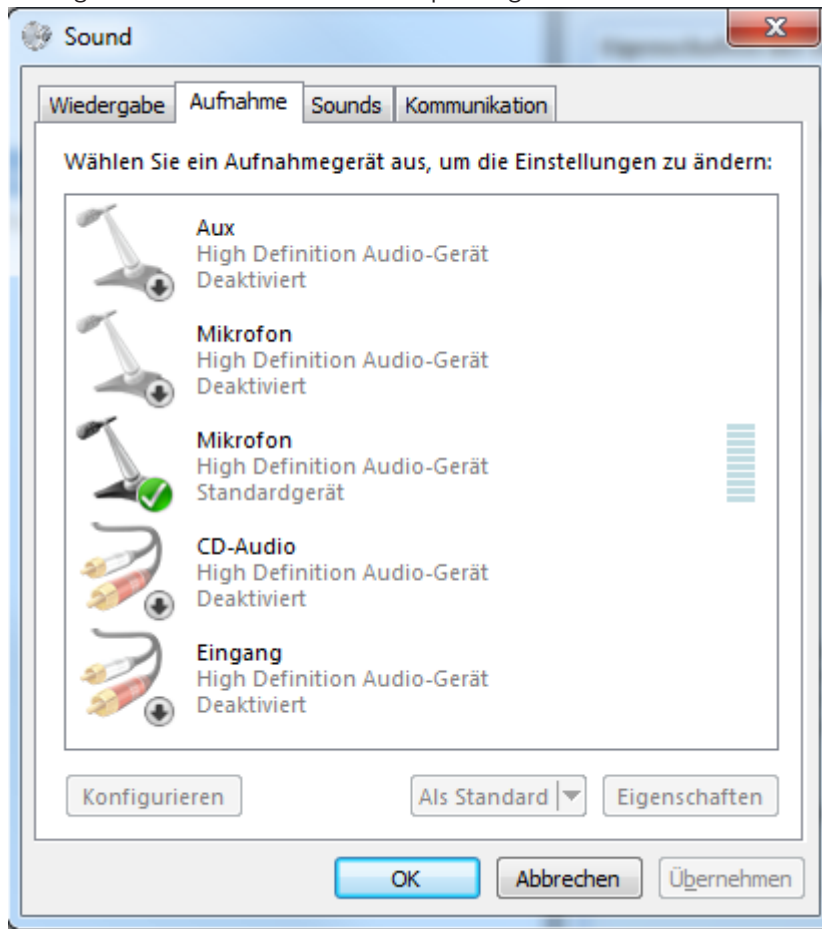 Sound
Wiedergabe Aufnahme Sounds Kommunikation
Wählen Sie ein Aufnahmegerät aus, um die Einstellungen zu ändern:
Aux
High Definition Audio-Gerät
Deaktiviert
Mikrofon
High Definition Audio-Gerät
Deaktiviert
Mikrofon
High Definition Audio-Gerät
Standardgerät
CD-Audio
High Definition Audio-Gerät
Deaktiviert
Eingang
High Definition Audio-Gerät
Deaktiviert
Konfigurieren Als Standard Eigenschaften
OK Abbrechen Übernehmen